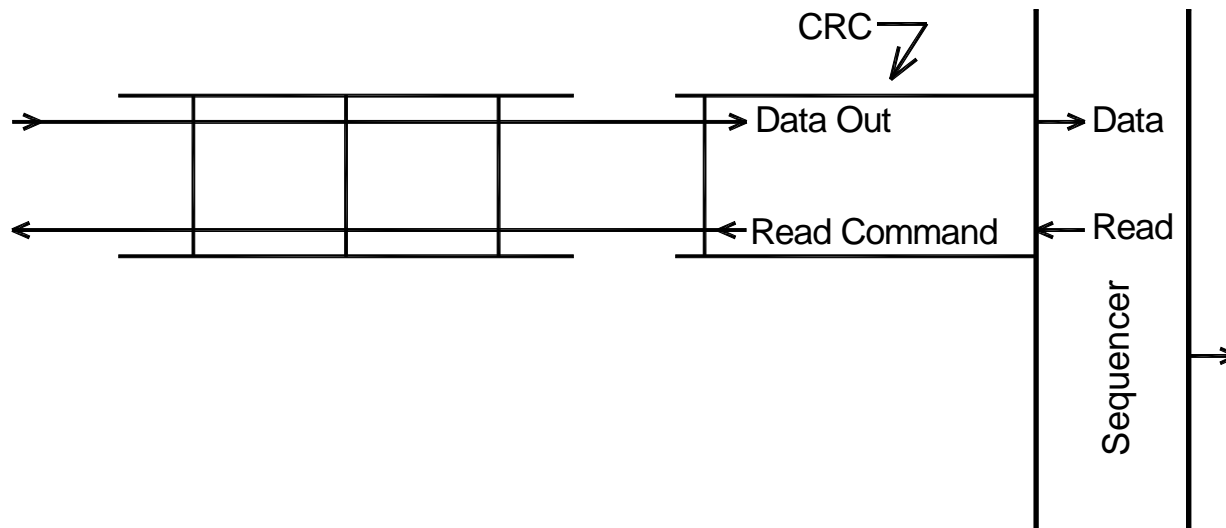 CRC
Data Out
Data
Read Command
Read
Sequencer